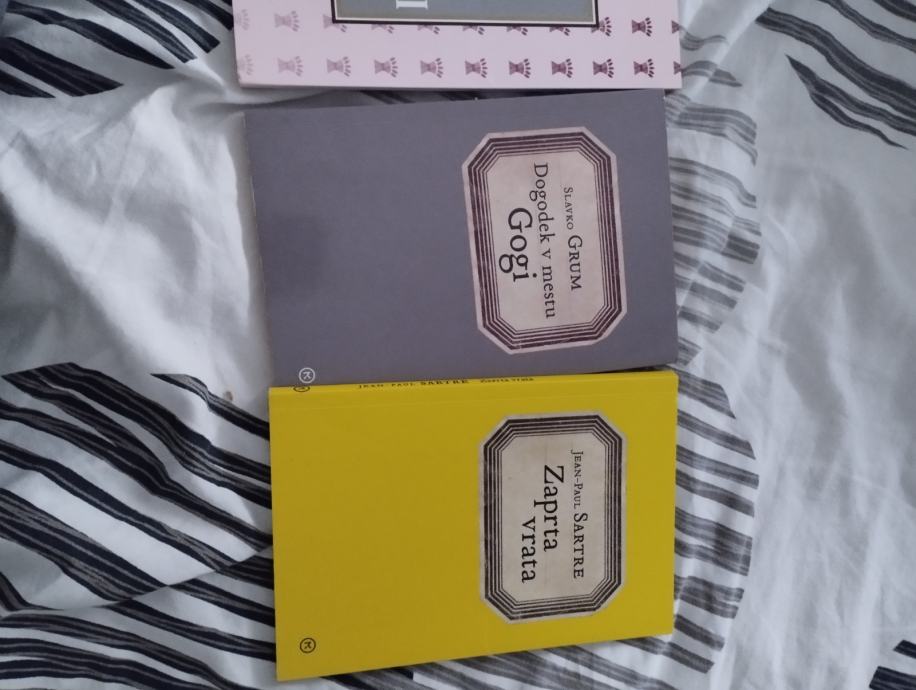 Slavko Grum
Dogodek v mestu
Gogi
Jean-Paul Sartre Zaprta vrata
Jean-Paul Sartre
Zaprta
vrata